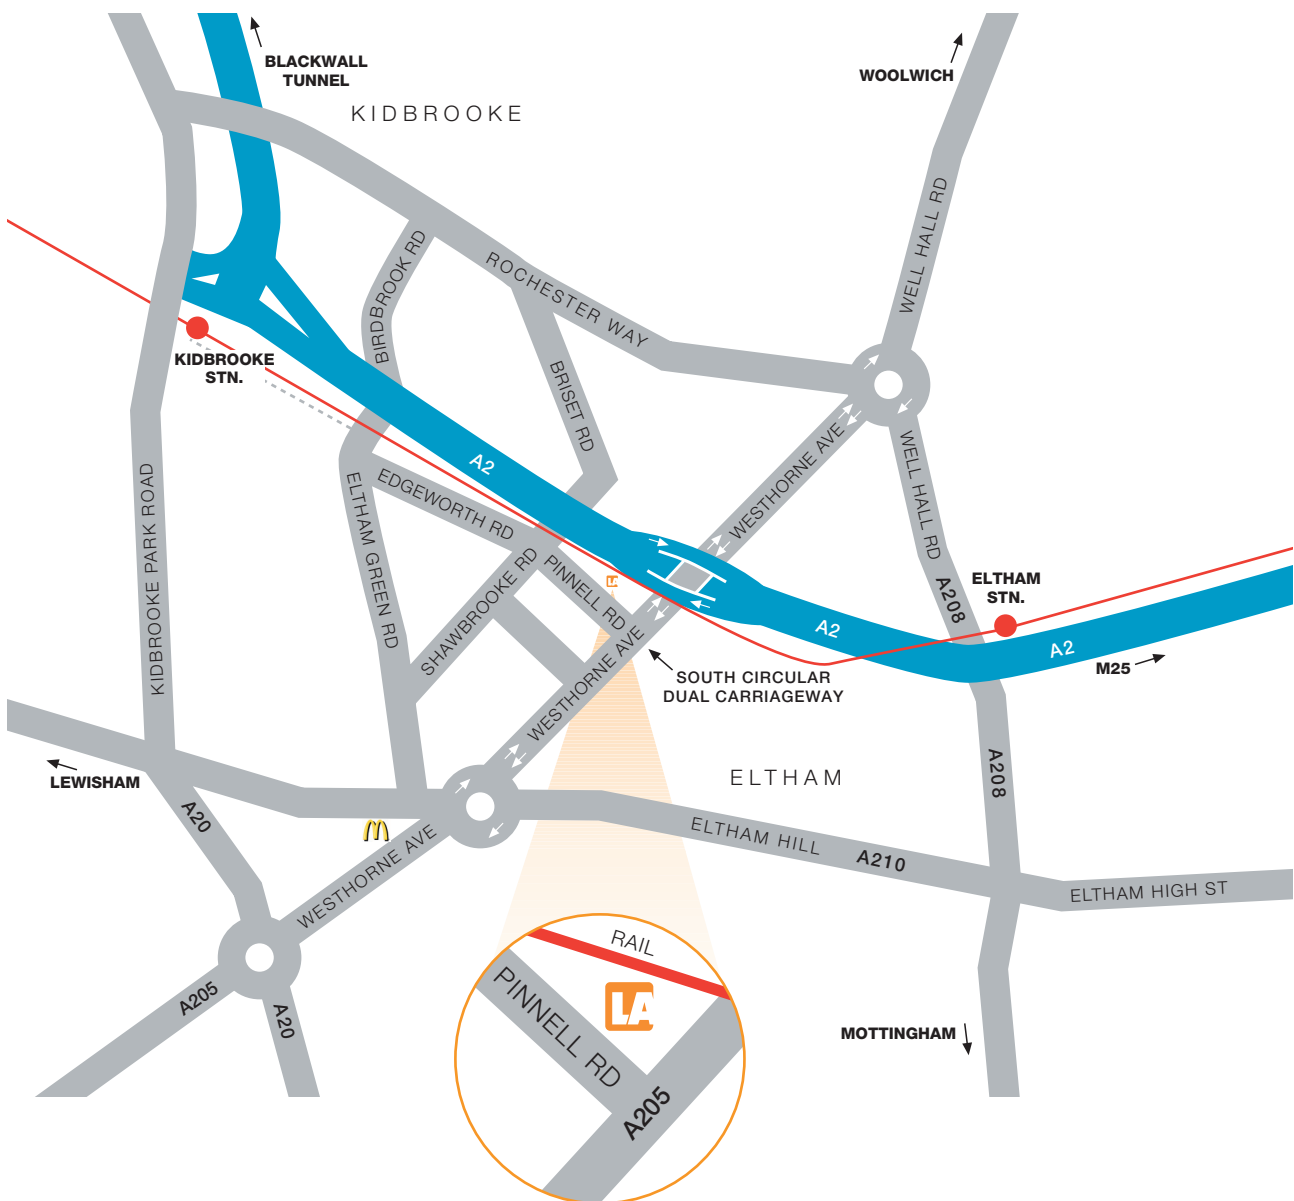 BLACKWALL
TUNNEL
KIDBROOKE
WOOLWICH
WELL HALL RD
BIRDBROOK RD
ROCHESTER WAY
KIDBROOKE
STN.
BRISET RD
A2
WESTHORNE AVE
WELL HALL RD
KIDBROOKE PARK ROAD
ELTHAM GREEN RD
EDGEWORTH RD
SHAWBROOKE RD
PINNELL RD
A208
ELTHAM
STN.
A2
A2
M25
WESTHORNE AVE
SOUTH CIRCULAR
DUAL CARRIAGEWAY
LEWISHAM
ELTHAM
A208
A20
M
WESTHORNE AVE
ELTHAM HILL
A210
ELTHAM HIGH ST
A205
A20
RAIL
PINNELL RD
LA
A205
MOTTINGHAM